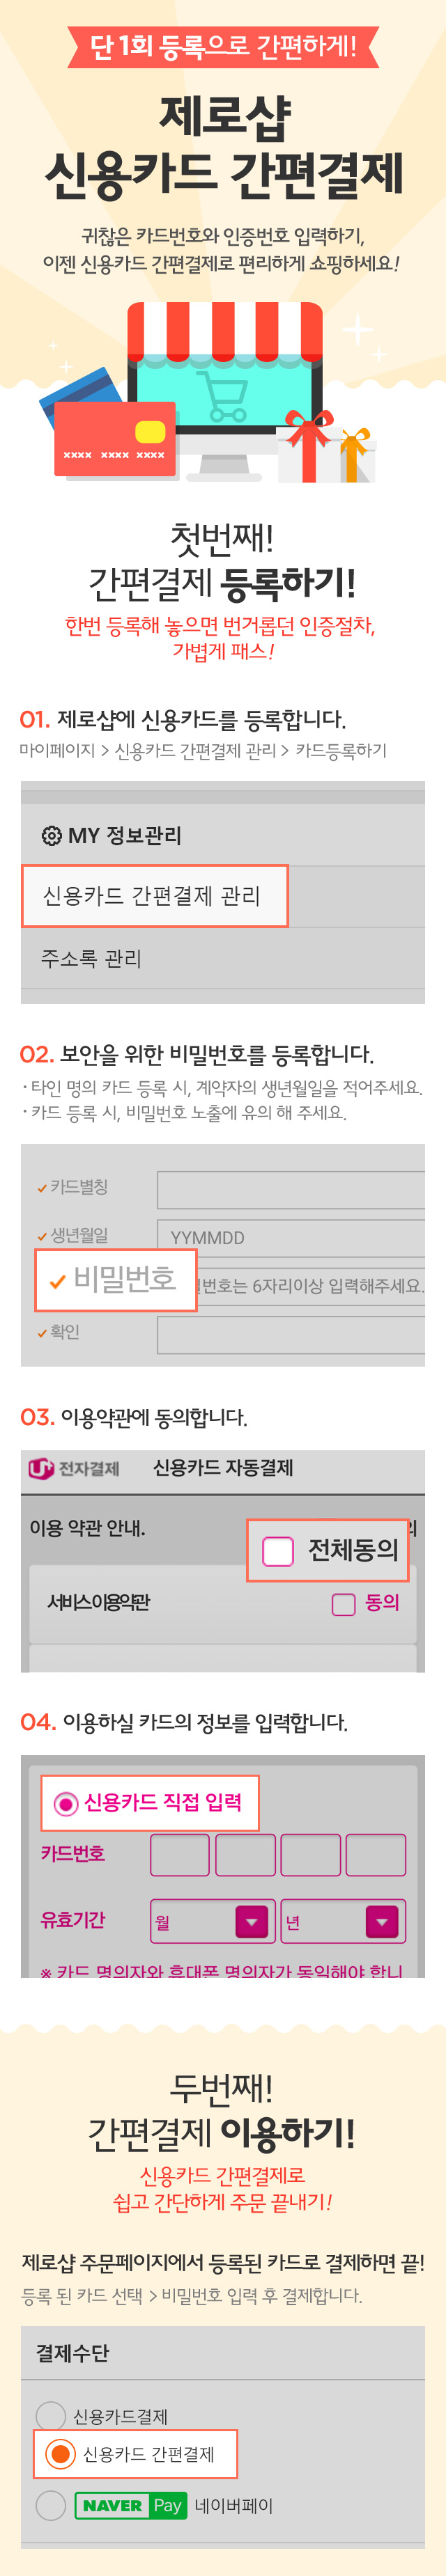 단 1회 등록으로 간편하게!
제로샵
신용카드 간편결제
귀찮은 카드번호와 인증번호 입력하기,
이젠 신용카드 간편결제로 편리하게 쇼핑하세요!
×××× ×××× ××××
첫번째!
간편결제 등록하기!
한번 등록해 놓으면 번거롭던 인증절차,
가볍게 패스!
01. 제로샵에 신용카드를 등록합니다.
마이페이지 > 신용카드 간편결제 관리 > 카드등록하기
MY 정보관리
신용카드 간편결제 관리
주소록 관리
02. 보안을 위한 비밀번호를 등록합니다.
· 타인 명의 카드 등록 시, 계약자의 생년월일을 적어주세요.
· 카드 등록 시, 비밀번호 노출에 유의 해 주세요.
카드별칭
생년월일 YYMMDD
비밀번호 번호는 6자리이상 입력해주세요.
확인
03. 이용약관에 동의합니다.
U+ 전자결제 신용카드 자동결제
이용 약관 안내.
전체동의
서비스이용약관 동의
04. 이용하실 카드의 정보를 입력합니다.
신용카드 직접 입력
카드번호
유효기간 월 년
※ 카드 명의자와 휴대폰 명의자가 동일해야 합니
두번째!
간편결제 이용하기!
신용카드 간편결제로
쉽고 간단하게 주문 끝내기!
제로샵 주문페이지에서 등록된 카드로 결제하면 끝!
등록 된 카드 선택 > 비밀번호 입력 후 결제합니다.
결제수단
신용카드결제
신용카드 간편결제
NAVER Pay 네이버페이